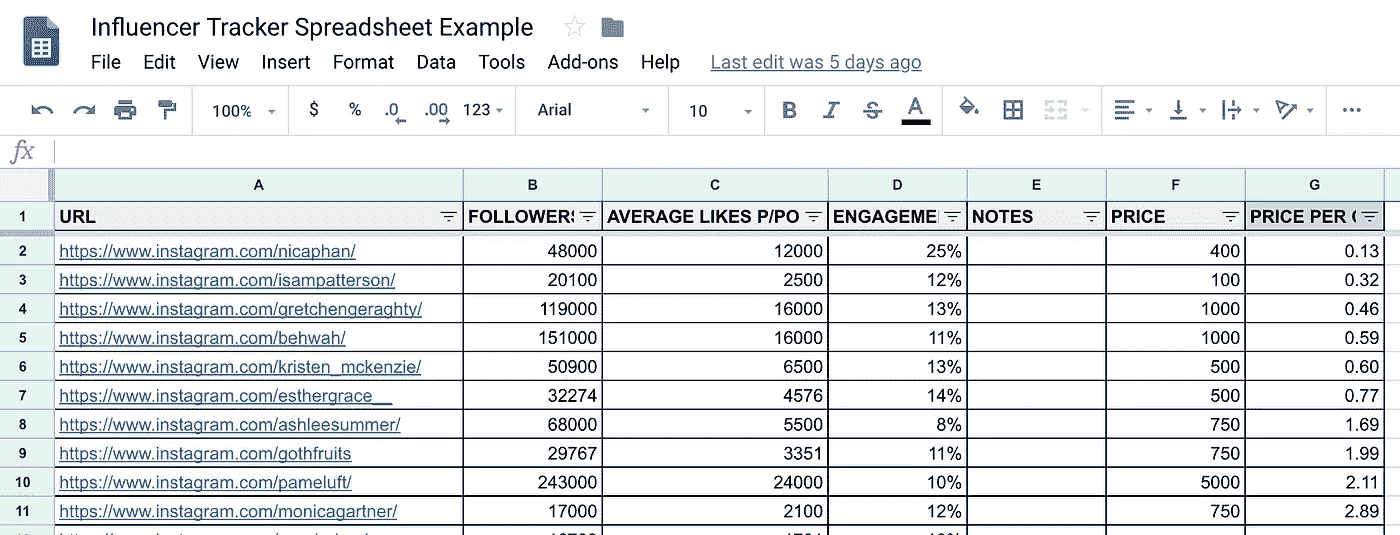 Influencer Tracker Spreadsheet Example
File Edit View Insert Format Data Tools Add-ons Help Last edit was 5 days ago
100% $ % .0 .00 123 Arial 10 B I S A
fx
A B C D E F G
1 URL FOLLOWERS AVERAGE LIKES P/PO ENGAGEME NOTES PRICE PRICE PER
2 https://www.instagram.com/nicaphan/ 48000 12000 25% 400 0.13
3 https://www.instagram.com/isampatterson/ 20100 2500 12% 100 0.32
4 https://www.instagram.com/gretchengeraghty/ 119000 16000 13% 1000 0.46
5 https://www.instagram.com/behwah/ 151000 16000 11% 1000 0.59
6 https://www.instagram.com/kristen_mckenzie/ 50900 6500 13% 500 0.60
7 https://www.instagram.com/esthergrace__ 32274 4576 14% 500 0.77
8 https://www.instagram.com/ashleesummer/ 68000 5500 8% 750 1.69
9 https://www.instagram.com/gothfruits 29767 3351 11% 750 1.99
10 https://www.instagram.com/pameluft/ 243000 24000 10% 5000 2.11
11 https://www.instagram.com/monicagartner/ 17000 2100 12% 750 2.89